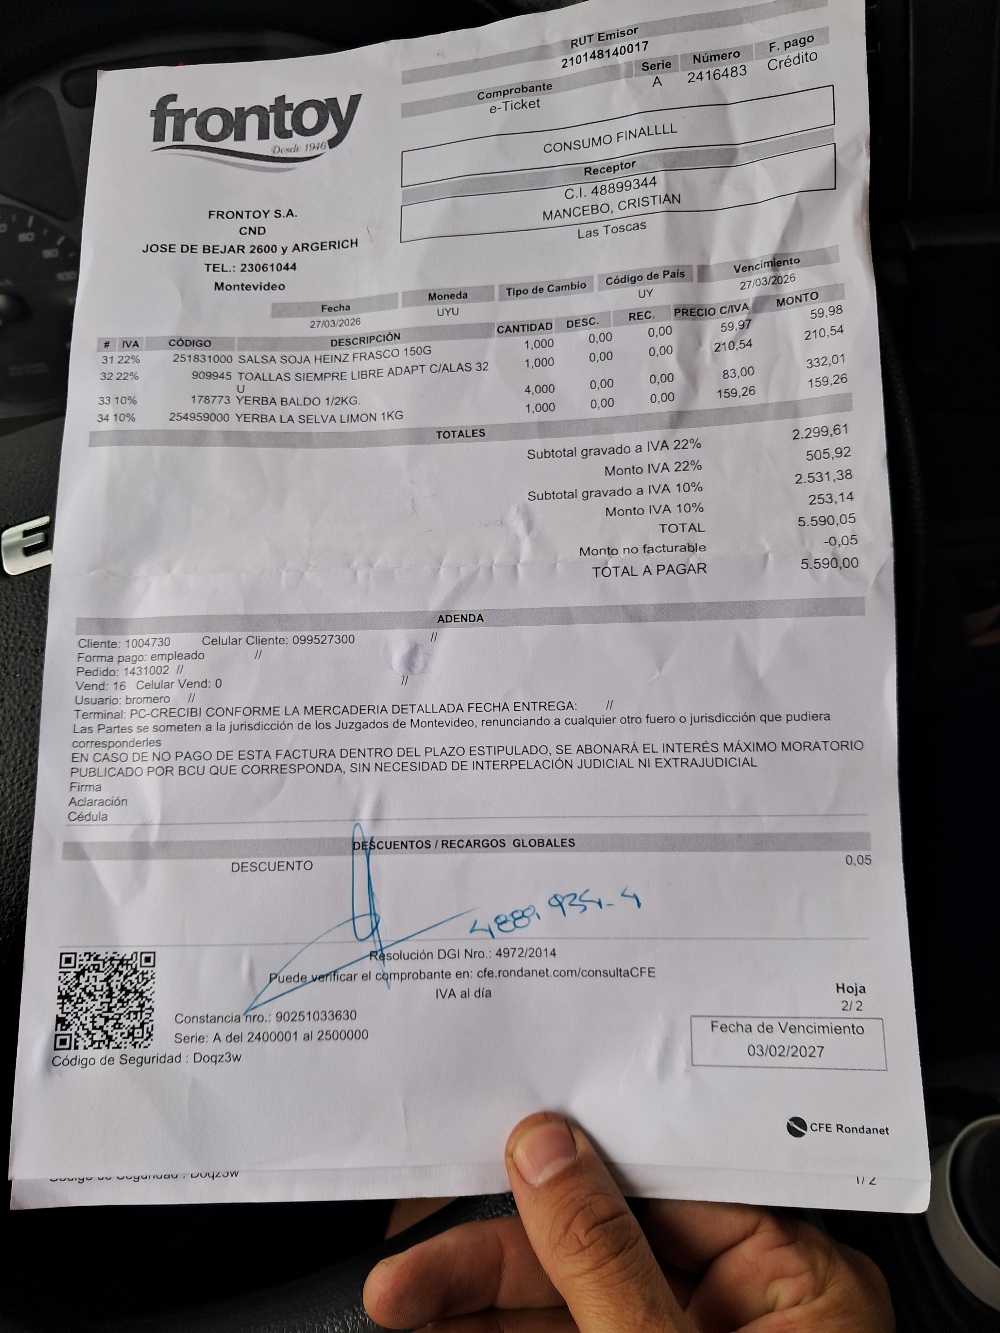 frontoy
Desde 1946
FRONTOY S.A.
CND
JOSE DE BEJAR 2600 y ARGERICH
TEL.: 23061044
Montevideo
RUT Emisor
210148140017
Comprobante Serie Número F. pago
e-Ticket A 2416483 Crédito
CONSUMO FINALLLL
Receptor
C.I. 48899344
MANCEBO, CRISTIAN
Las Toscas
Fecha Moneda Tipo de Cambio Código de País Vencimiento
27/03/2026 UYU UY 27/03/2026
# IVA CÓDIGO DESCRIPCIÓN CANTIDAD DESC. REC. PRECIO C/IVA MONTO
31 22% 251831000 SALSA SOJA HEINZ FRASCO 150G 1,000 0,00 0,00 59,97 59,98
32 22% 909945 TOALLAS SIEMPRE LIBRE ADAPT C/ALAS 32 1,000 0,00 0,00 210,54 210,54
U
33 10% 178773 YERBA BALDO 1/2KG. 4,000 0,00 0,00 83,00 332,01
34 10% 254959000 YERBA LA SELVA LIMON 1KG 1,000 0,00 0,00 159,26 159,26
TOTALES
Subtotal gravado a IVA 22% 2.299,61
Monto IVA 22% 505,92
Subtotal gravado a IVA 10% 2.531,38
Monto IVA 10% 253,14
TOTAL 5.590,05
Monto no facturable -0,05
TOTAL A PAGAR 5.590,00
ADENDA
Cliente: 1004730 Celular Cliente: 099527300 //
Forma pago: empleado //
Pedido: 1431002 //
Vend: 16 Celular Vend: 0 //
Usuario: bromero //
Terminal: PC-CRECIBI CONFORME LA MERCADERIA DETALLADA FECHA ENTREGA: //
Las Partes se someten a la jurisdicción de los Juzgados de Montevideo, renunciando a cualquier otro fuero o jurisdicción que pudiera
corresponderles
EN CASO DE NO PAGO DE ESTA FACTURA DENTRO DEL PLAZO ESTIPULADO, SE ABONARÁ EL INTERÉS MÁXIMO MORATORIO
PUBLICADO POR BCU QUE CORRESPONDA, SIN NECESIDAD DE INTERPELACIÓN JUDICIAL NI EXTRAJUDICIAL
Firma
Aclaración
Cédula
DESCUENTOS / RECARGOS GLOBALES
DESCUENTO 0,05
Resolución DGI Nro.: 4972/2014
Puede verificar el comprobante en: cfe.rondanet.com/consultaCFE
IVA al día
Constancia nro.: 90251033630
Serie: A del 2400001 al 2500000
Código de Seguridad : Doqz3w
Hoja
2/ 2
Fecha de Vencimiento
03/02/2027
CFE Rondanet
Código de Seguridad : Doqz3w
1/ 2